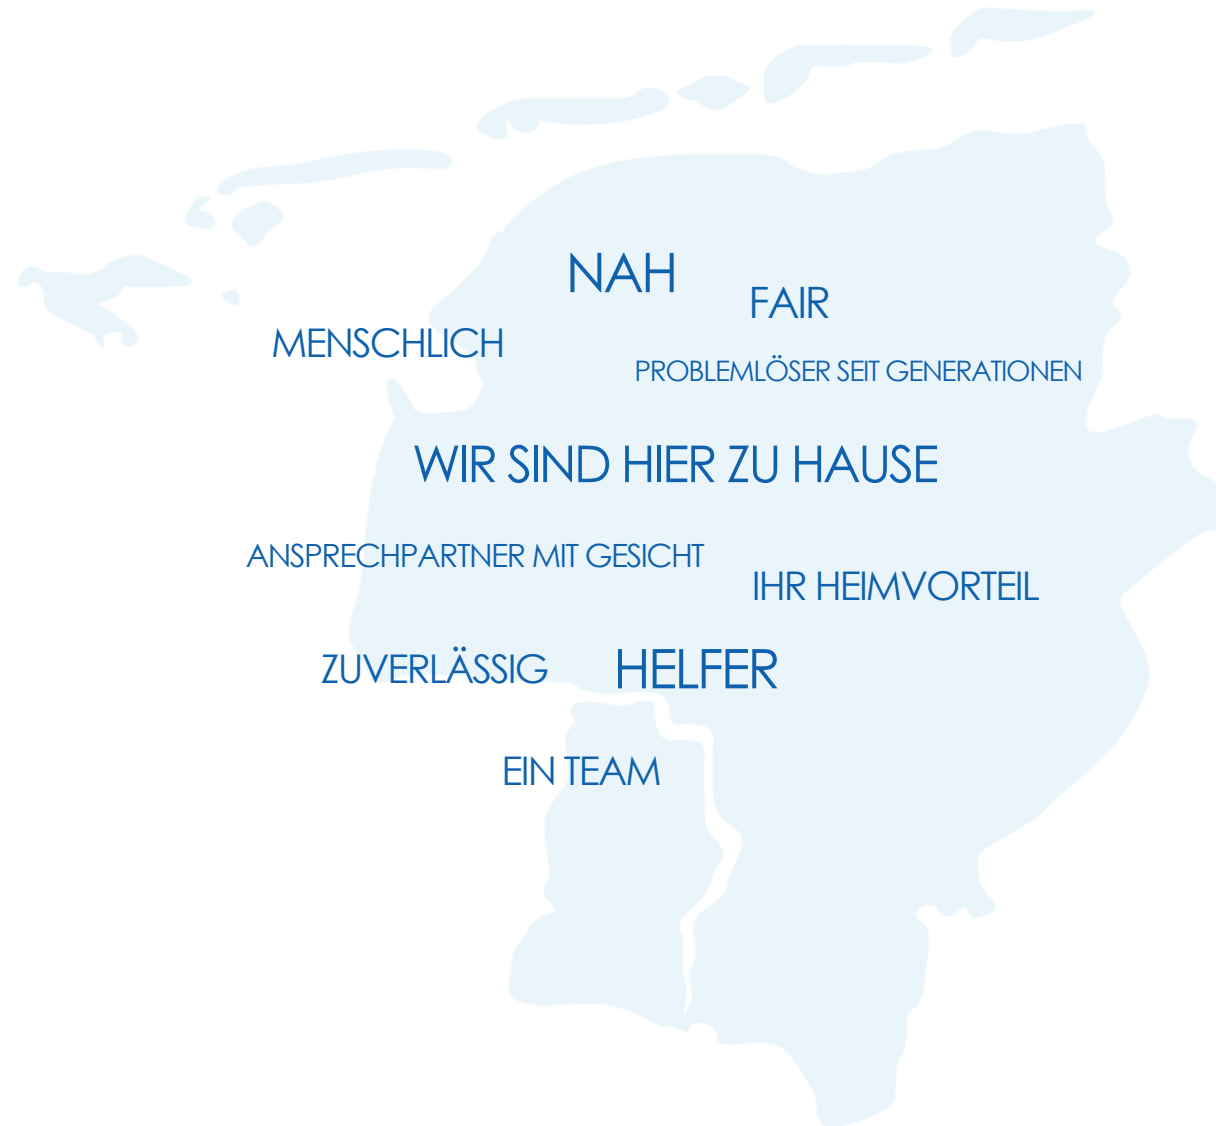 NAH
FAIR
MENSCHLICH
PROBLEMLÖSER SEIT GENERATIONEN
WIR SIND HIER ZU HAUSE
ANSPRECHPARTNER MIT GESICHT
IHR HEIMVORTEIL
ZUVERLÄSSIG
HELFER
EIN TEAM